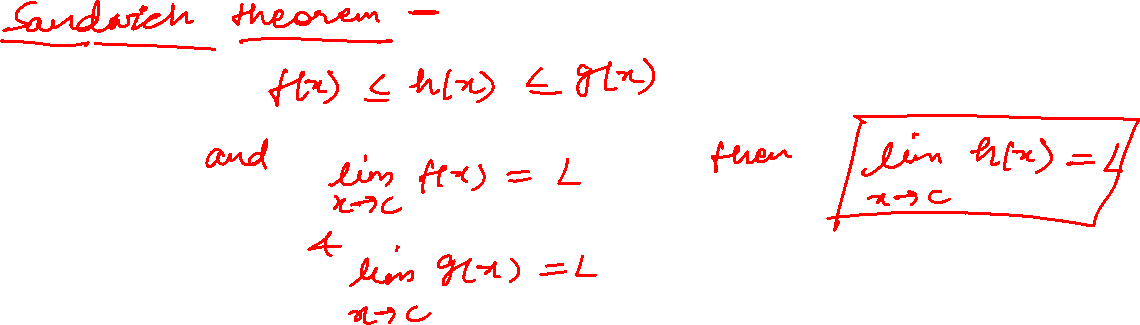 Sandwich theorem -
f(x) ≤ h(x) ≤ g(x)
and lim f(x) = L then lim h(x) = L
x→c x→c
& lim g(x) = L
x→c